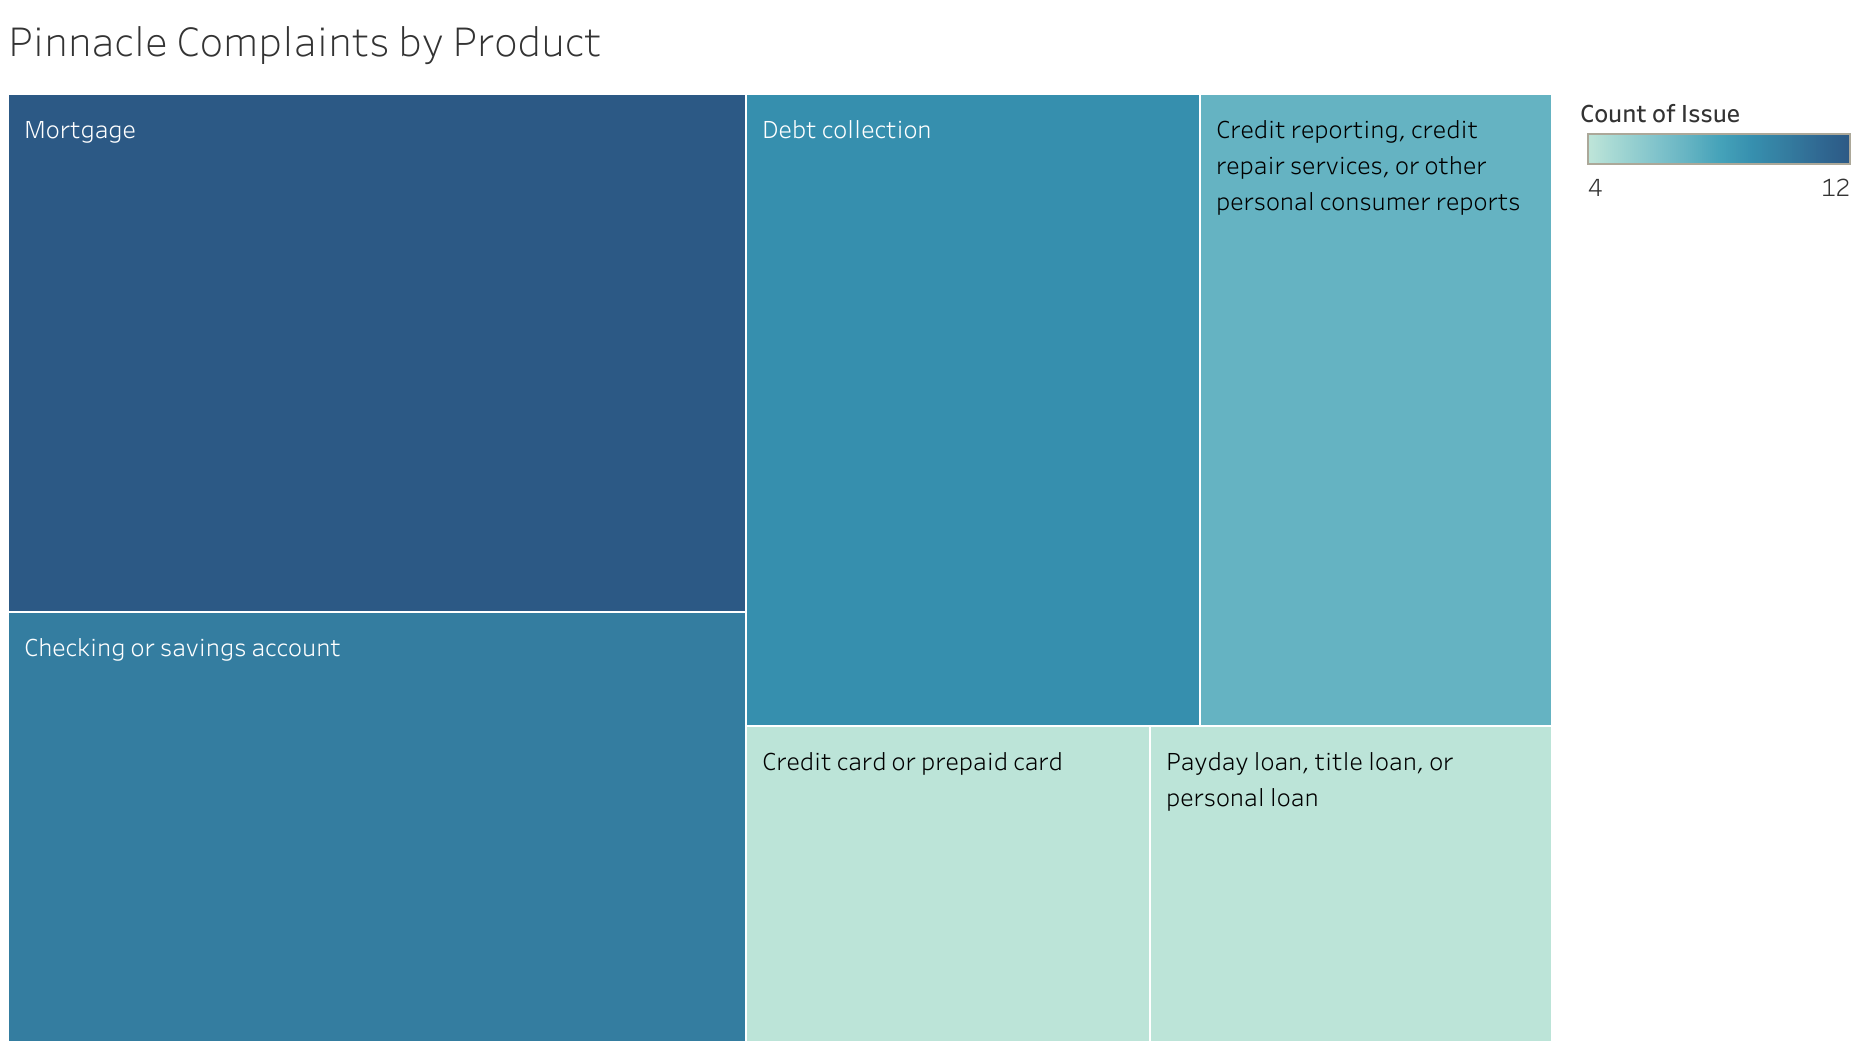 Pinnacle Complaints by Product
Mortgage
Debt collection
Credit reporting, credit
repair services, or other
personal consumer reports
Count of Issue
4 12
Checking or savings account
Credit card or prepaid card
Payday loan, title loan, or
personal loan